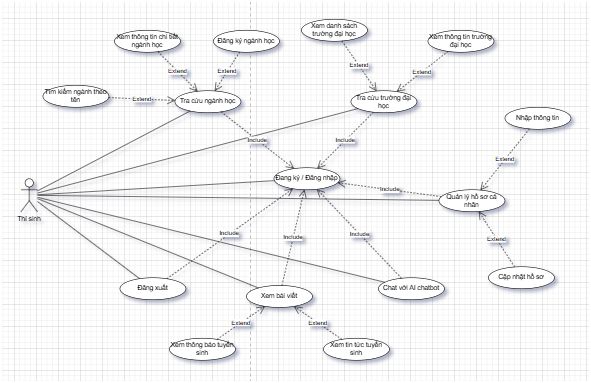 Xem danh sách
trường đại học
Xem thông tin chi tiết
ngành học
Đăng ký ngành học
Xem thông tin trường
đại học
Extend
Extend
Extend
Extend
Tìm kiếm ngành theo
tên
Extend
Tra cứu ngành học
Tra cứu trường đại
học
Nhập thông tin
Include
Include
Extend
Đăng ký / Đăng nhập
Include
Quản lý hồ sơ cá
nhân
Thí sinh
Include
Include
Include
Extend
Cập nhật hồ sơ
Đăng xuất
Xem bài viết
Chat với AI chatbot
Extend
Extend
Xem thông báo tuyển
sinh
Xem tin tức tuyển
sinh